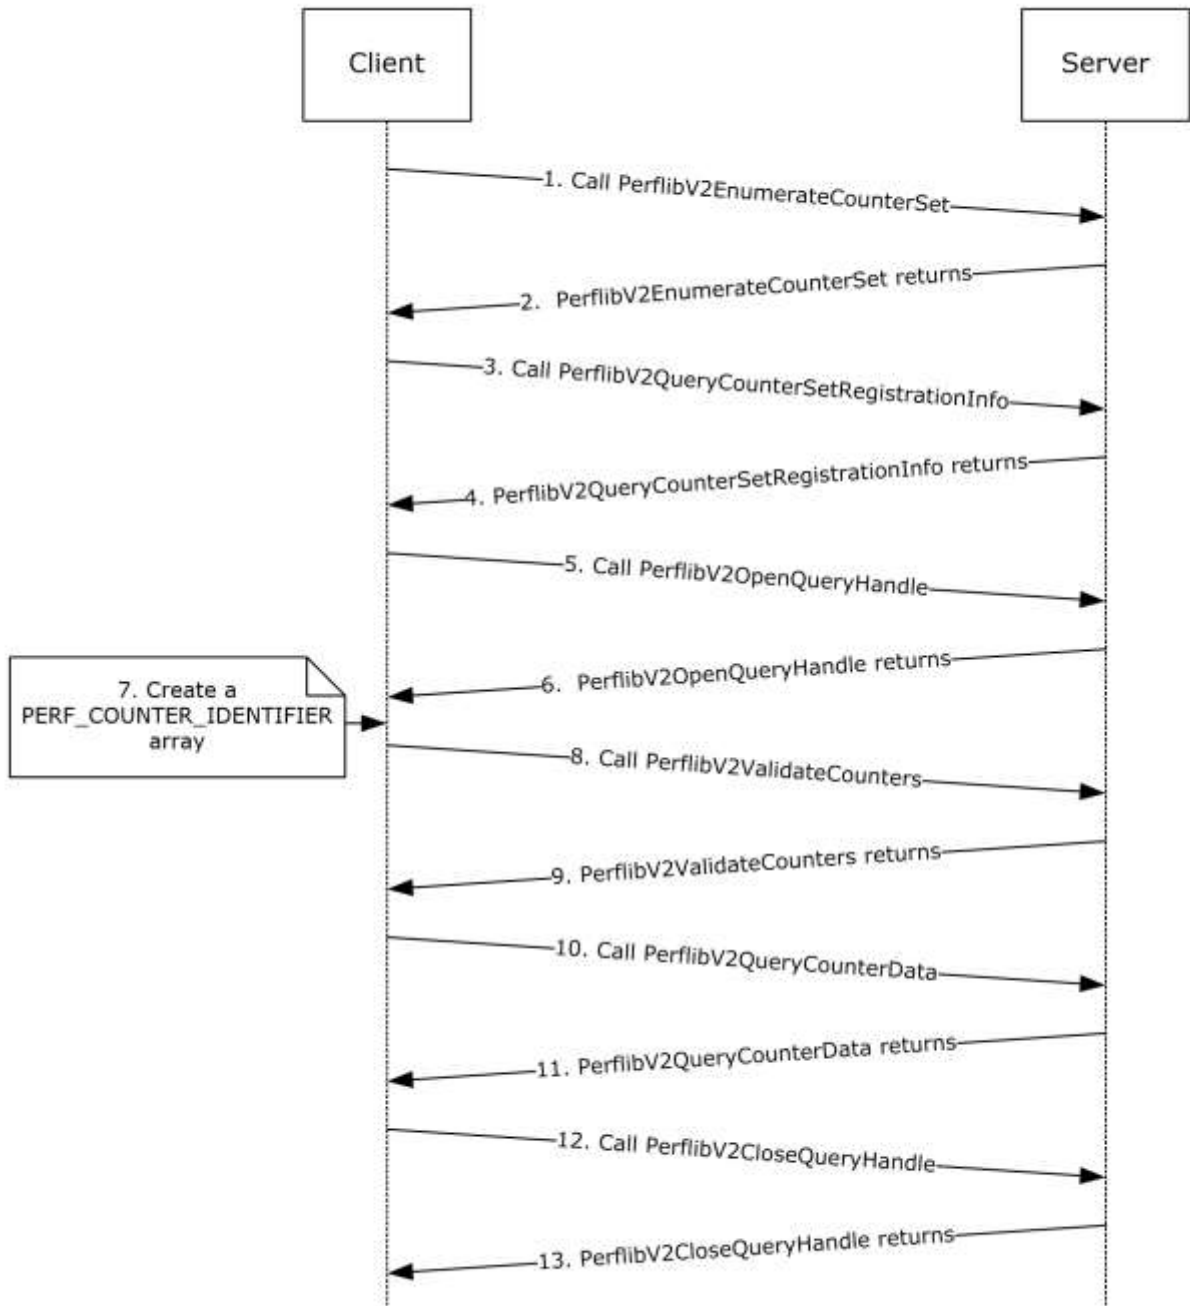 Client
Server
1. Call PerflibV2EnumerateCounterSet
2. PerflibV2EnumerateCounterSet returns
3. Call PerflibV2QueryCounterSetRegistrationInfo
4. PerflibV2QueryCounterSetRegistrationInfo returns
5. Call PerflibV2OpenQueryHandle
6. PerflibV2OpenQueryHandle returns
7. Create a
PERF_COUNTER_IDENTIFIER
array
8. Call PerflibV2ValidateCounters
9. PerflibV2ValidateCounters returns
10. Call PerflibV2QueryCounterData
11. PerflibV2QueryCounterData returns
12. Call PerflibV2CloseQueryHandle
13. PerflibV2CloseQueryHandle returns